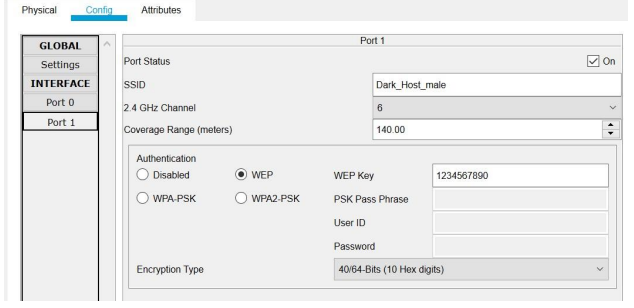 Physical Config Attributes
GLOBAL
Settings
INTERFACE
Port 0
Port 1
Port 1
Port Status On
SSID Dark_Host_male
2.4 GHz Channel 6
Coverage Range (meters) 140.00
Authentication
Disabled WEP WEP Key 1234567890
WPA-PSK WPA2-PSK PSK Pass Phrase
User ID
Password
Encryption Type 40/64-Bits (10 Hex digits)